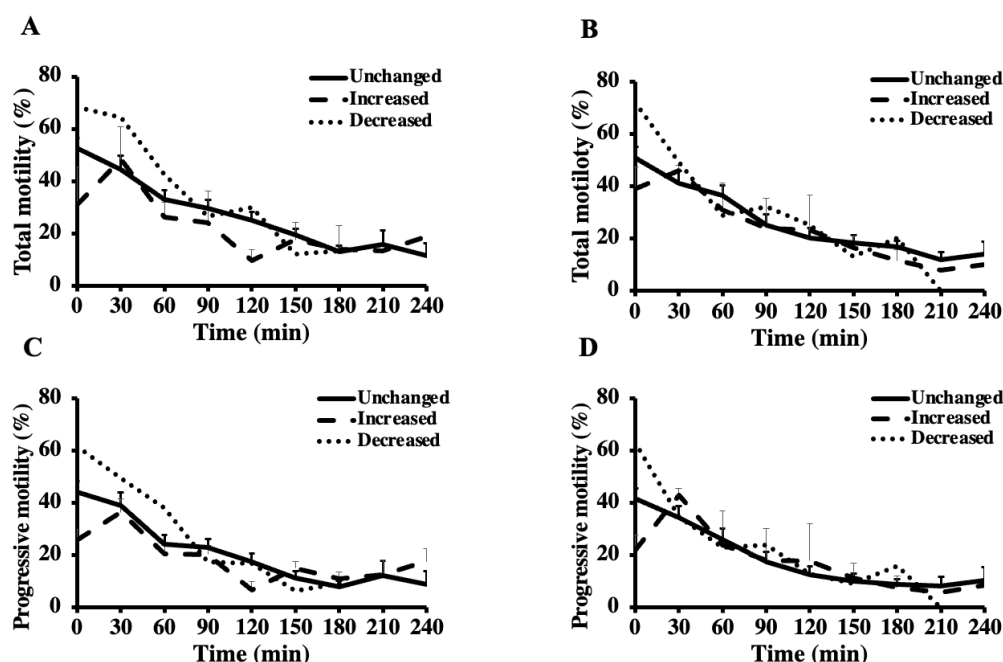 A
Total motility (%)
80
60
40
20
0
Unchanged
Increased
Decreased
0 30 60 90 120 150 180 210 240
Time (min)
B
Total motiloty (%)
80
60
40
20
0
Unchanged
Increased
Decreased
0 30 60 90 120 150 180 210 240
Time (min)
C
Progressive motility (%)
80
60
40
20
0
Unchanged
Increased
Decreased
0 30 60 90 120 150 180 210 240
Time (min)
D
Progressive motility (%)
80
60
40
20
0
Unchanged
Increased
Decreased
0 30 60 90 120 150 180 210 240
Time (min)